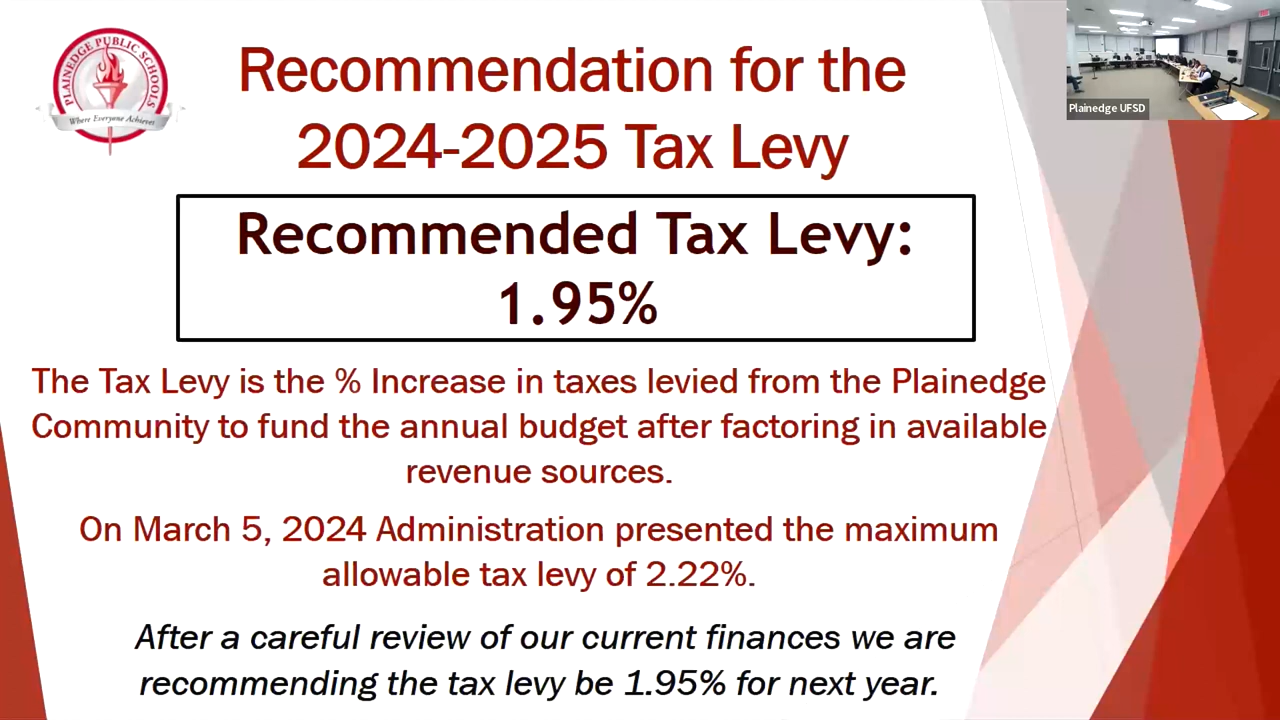 PLAINEDGE PUBLIC SCHOOLS
Where Everyone Achieves
Recommendation for the
2024-2025 Tax Levy
Plainedge UFSD
Recommended Tax Levy:
1.95%
The Tax Levy is the % Increase in taxes levied from the Plainedge
Community to fund the annual budget after factoring in available
revenue sources.
On March 5, 2024 Administration presented the maximum
allowable tax levy of 2.22%.
After a careful review of our current finances we are
recommending the tax levy be 1.95% for next year.